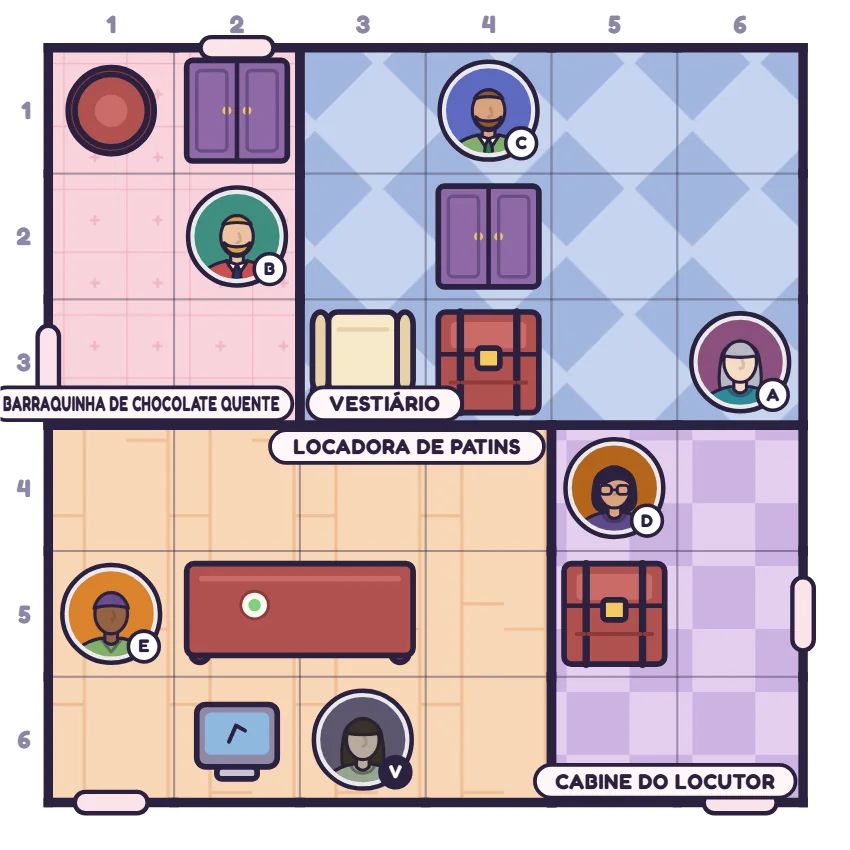 1 2 3 4 5 6
1
C
2
B
3
A
BARRAQUINHA DE CHOCOLATE QUENTE
VESTIÁRIO
LOCADORA DE PATINS
4
D
5
E
6
V
CABINE DO LOCUTOR